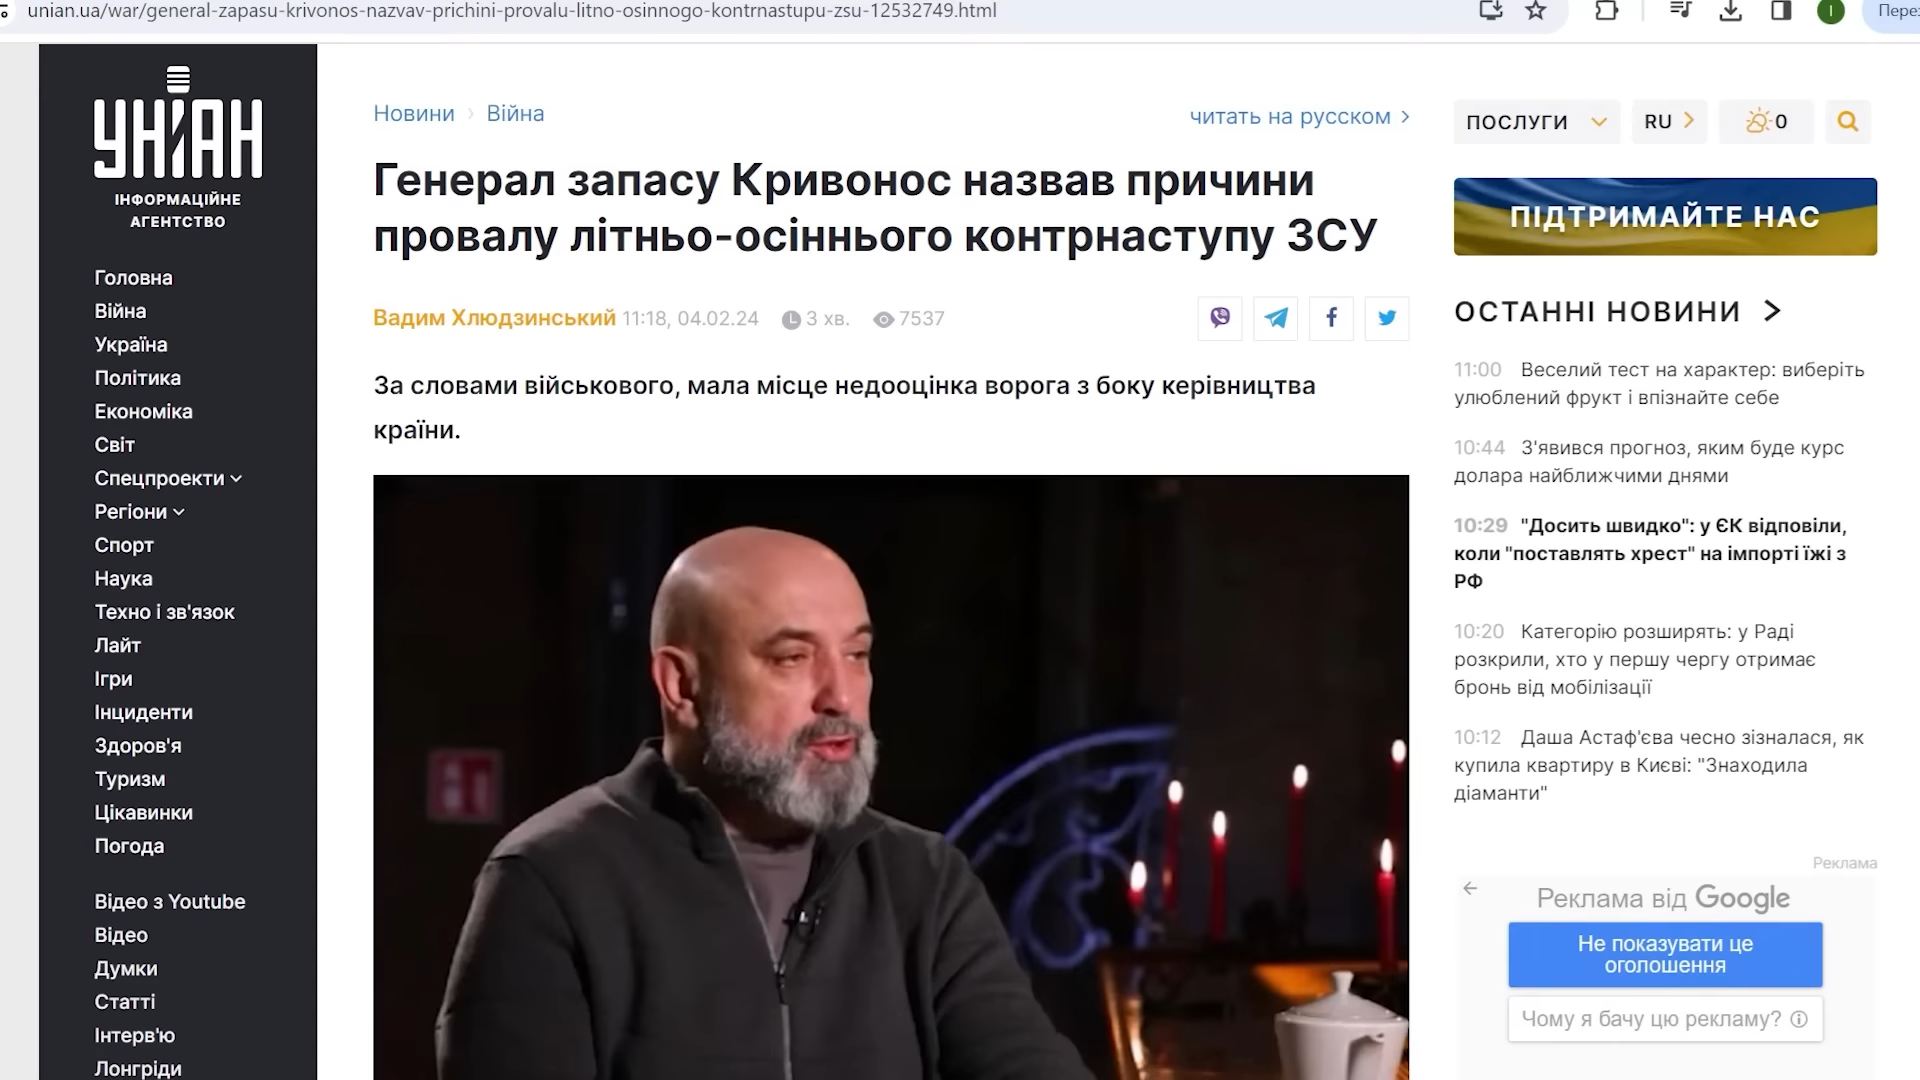 unian.ua/war/general-zapasu-krivonos-nazvav-prichini-provalu-litno-osinnogo-kontrnastupu-zsu-12532749.html
УНІАН
ІНФОРМАЦІЙНЕ
АГЕНТСТВО
Головна
Війна
Україна
Політика
Економіка
Світ
Спецпроекти
Регіони
Спорт
Наука
Техно і зв'язок
Лайт
Ігри
Інциденти
Здоров'я
Туризм
Цікавинки
Погода
Відео з Youtube
Відео
Думки
Статті
Інтерв'ю
Лонгріди
Новини › Війна
читать на русском
Генерал запасу Кривонос назвав причини
провалу літньо-осіннього контрнаступу ЗСУ
Вадим Хлюдзинський 11:18, 04.02.24 3 хв. 7537
За словами військового, мала місце недооцінка ворога з боку керівництва
країни.
ПОСЛУГИ RU 0
ПІДТРИМАЙТЕ НАС
ОСТАННІ НОВИНИ
11:00 Веселий тест на характер: виберіть
улюблений фрукт і впізнайте себе
10:44 З'явився прогноз, яким буде курс
долара найближчими днями
10:29 "Досить швидко": у ЄК відповіли,
коли "поставлять хрест" на імпорті їжі з
РФ
10:20 Категорію розширять: у Раді
розкрили, хто у першу чергу отримає
бронь від мобілізації
10:12 Даша Астаф'єва чесно зізналася, як
купила квартиру в Києві: "Знаходила
діаманти"
Реклама
Реклама від Google
Не показувати це
оголошення
Чому я бачу цю рекламу?